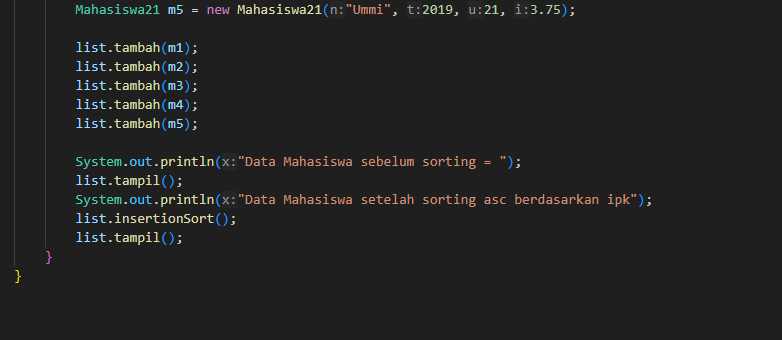 Mahasiswa21 m5 = new Mahasiswa21(n:"Ummi", t:2019, u:21, i:3.75);
list.tambah(m1);
list.tambah(m2);
list.tambah(m3);
list.tambah(m4);
list.tambah(m5);
System.out.println(x:"Data Mahasiswa sebelum sorting = ");
list.tampil();
System.out.println(x:"Data Mahasiswa setelah sorting asc berdasarkan ipk");
list.insertionSort();
list.tampil();
}
}